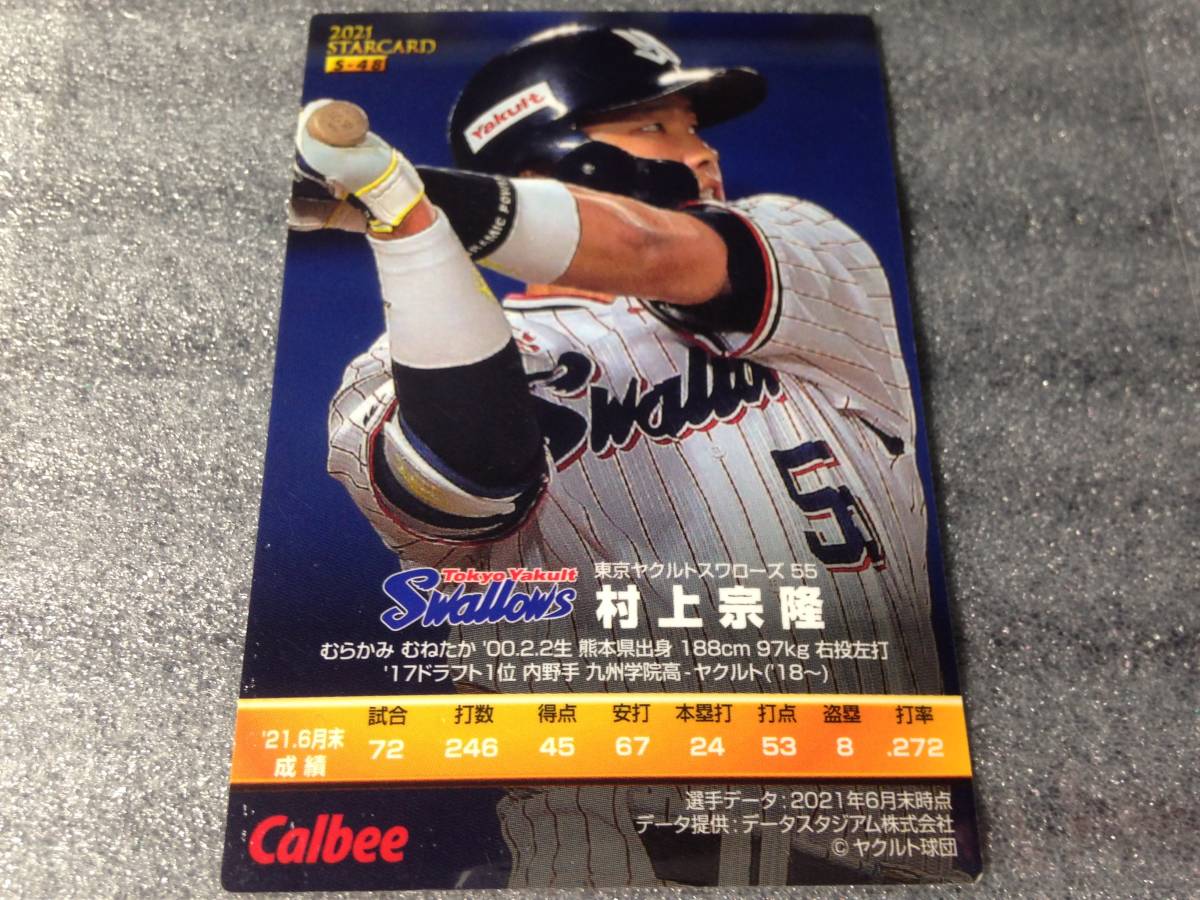 2021
STARCARD
S-48
Yakult
AMIC POW
Swallow
5
Tokyo Yakult
Swallows
東京ヤクルトスワローズ 55
村上宗隆
むらかみ むねたか '00.2.2生 熊本県出身 188cm 97kg 右投左打
'17ドラフト1位 内野手 九州学院高-ヤクルト('18~)
試合 打数 得点 安打 本塁打 打点 盗塁 打率
'21.6月末
成績 72 246 45 67 24 53 8 .272
選手データ:2021年6月末時点
データ提供:データスタジアム株式会社
© ヤクルト球団
Calbee